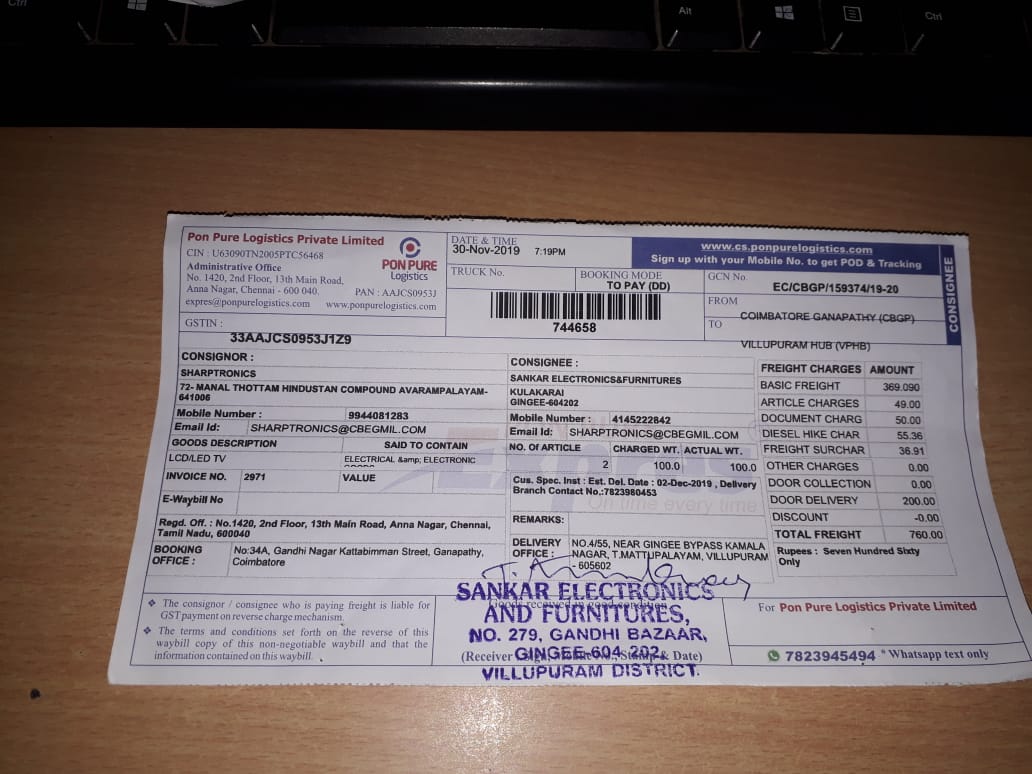 Ctrl
Alt
Ctrl
Pon Pure Logistics Private Limited
CIN : U63090TN2005PTC56468
Administrative Office
No. 1420, 2nd Floor, 13th Main Road,
Anna Nagar, Chennai - 600 040.
PAN : AAJCS0953J
expres@ponpurelogistics.com www.ponpurelogistics.com
PON PURE
Logistics
GSTIN :
33AAJCS0953J1Z9
DATE & TIME
30-Nov-2019 7:19PM
TRUCK No.
BOOKING MODE
TO PAY (DD)
744658
www.cs.ponpurelogistics.com
Sign up with your Mobile No. to get POD & Tracking
GCN No.
EC/CBGP/159374/19-20
FROM
COIMBATORE GANAPATHY (CBGP)
TO
VILLUPURAM HUB (VPHB)
CONSIGNEE
CONSIGNOR :
SHARPTRONICS
72- MANAL THOTTAM HINDUSTAN COMPOUND AVARAMPALAYAM-
641006
Mobile Number : 9944081283
Email Id: SHARPTRONICS@CBEGMIL.COM
GOODS DESCRIPTION SAID TO CONTAIN
LCD/LED TV ELECTRICAL &amp; ELECTRONIC
GOODS
INVOICE NO. 2971 VALUE
E-Waybill No
Regd. Off. : No.1420, 2nd Floor, 13th Main Road, Anna Nagar, Chennai,
Tamil Nadu, 600040
BOOKING
OFFICE :
No:34A, Gandhi Nagar Kattabimman Street, Ganapathy,
Coimbatore
CONSIGNEE :
SANKAR ELECTRONICS&FURNITURES
KULAKARAI
GINGEE-604202
Mobile Number : 4145222842
Email Id: SHARPTRONICS@CBEGMIL.COM
NO. OF ARTICLE CHARGED WT. ACTUAL WT.
2 100.0 100.0
Expres
On time every time
Cus. Spec. Inst : Est. Del. Date : 02-Dec-2019 , Delivery
Branch Contact No.:7823980453
REMARKS:
DELIVERY
OFFICE :
NO.4/55, NEAR GINGEE BYPASS KAMALA
NAGAR, T.MATTUPALAYAM, VILLUPURAM
- 605602
FREIGHT CHARGES AMOUNT
BASIC FREIGHT 369.090
ARTICLE CHARGES 49.00
DOCUMENT CHARG 50.00
DIESEL HIKE CHAR 55.36
FREIGHT SURCHAR 36.91
OTHER CHARGES 0.00
DOOR COLLECTION 0.00
DOOR DELIVERY 200.00
DISCOUNT -0.00
TOTAL FREIGHT 760.00
Rupees : Seven Hundred Sixty
Only
The consignor / consignee who is paying freight is liable for
GST payment on reverse charge mechanism.
The terms and conditions set forth on the reverse of this
waybill copy of this non-negotiable waybill and that the
information contained on this waybill.
Goods received in good condition
SANKAR ELECTRONICS
AND FURNITURES,
NO. 279, GANDHI BAZAAR,
GINGEE-604 202.
VILLUPURAM DISTRICT.
(Receiver & Date)
For Pon Pure Logistics Private Limited
7823945494 * Whatsapp text only